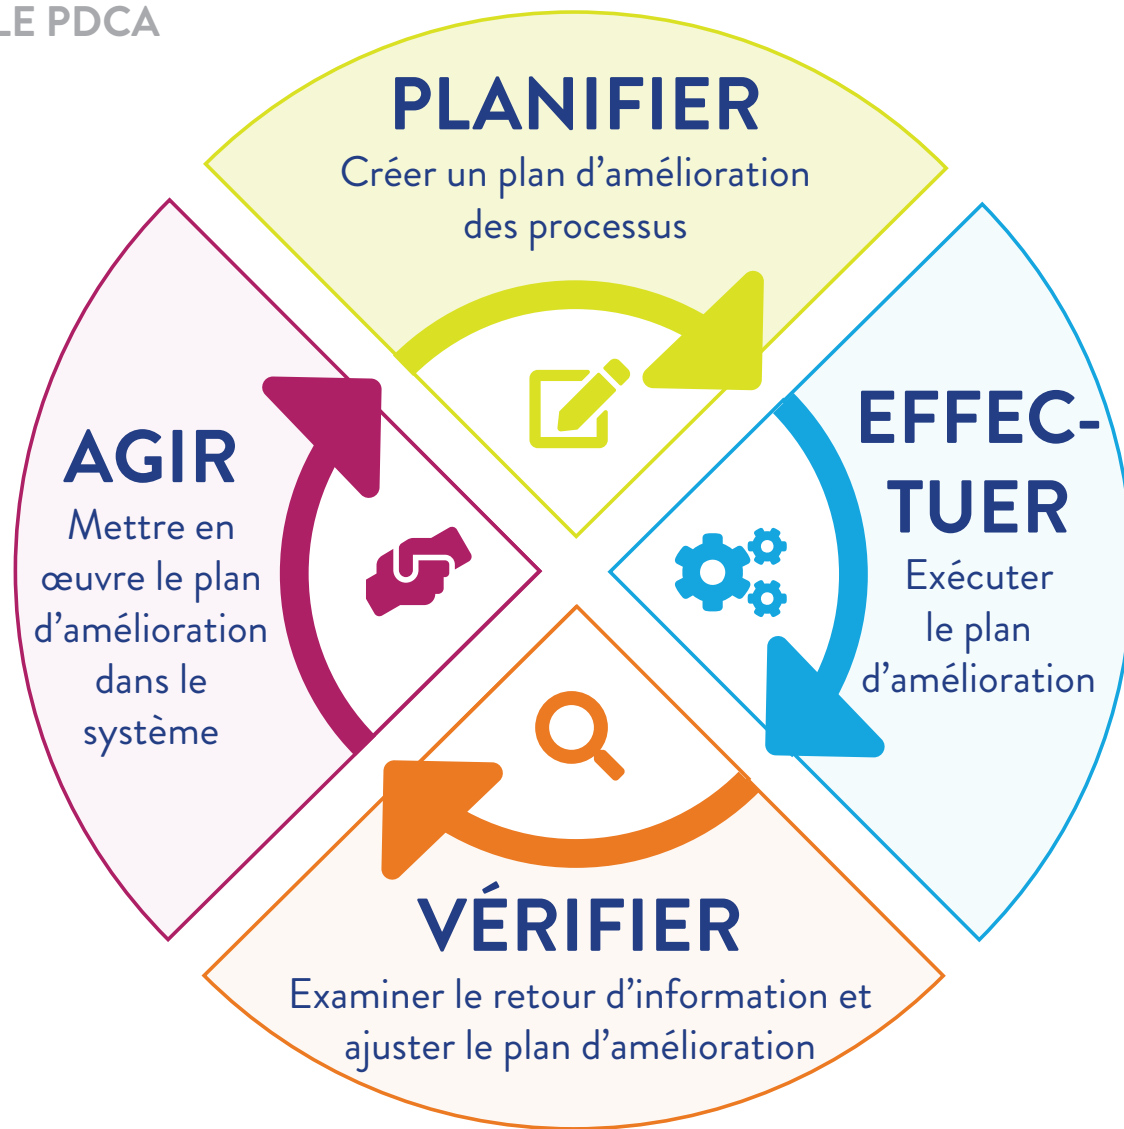 LE PDCA
PLANIFIER
Créer un plan d’amélioration
des processus
EFFEC-
TUER
Exécuter
le plan
d’amélioration
VÉRIFIER
Examiner le retour d’information et
ajuster le plan d’amélioration
AGIR
Mettre en
œuvre le plan
d’amélioration
dans le
système